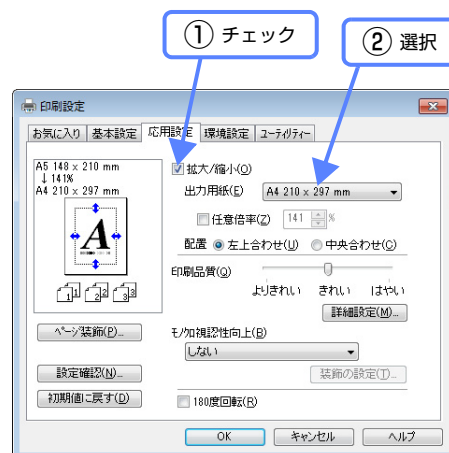 ① チェック
② 選択
印刷設定
お気に入り 基本設定 応用設定 環境設定 ユーティリティー
A5 148 x 210 mm
↓ 141%
A4 210 x 297 mm
A
1 1 2 2 3 3
ページ装飾(P)...
設定確認(N)...
初期値に戻す(D)
拡大/縮小(O)
出力用紙(E) A4 210 x 297 mm
任意倍率(Z) 141 %
配置 左上合わせ(U) 中央合わせ(C)
印刷品質(Q)
よりきれい きれい はやい
詳細設定(M)...
モノクロ視認性向上(B)
しない
装飾の設定(T)...
180度回転(R)
OK キャンセル ヘルプ